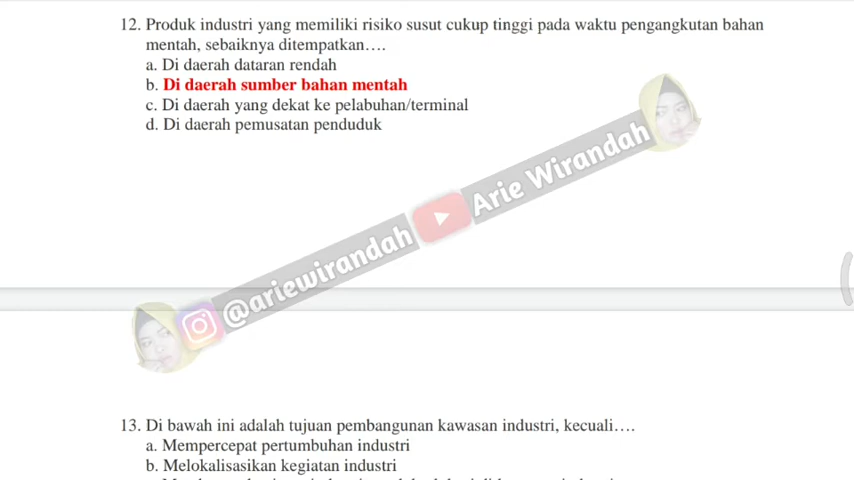 12. Produk industri yang memiliki risiko susut cukup tinggi pada waktu pengangkutan bahan
mentah, sebaiknya ditempatkan….
a. Di daerah dataran rendah
b. Di daerah sumber bahan mentah
c. Di daerah yang dekat ke pelabuhan/terminal
d. Di daerah pemusatan penduduk
Arie Wirandah
@ariewirandah
13. Di bawah ini adalah tujuan pembangunan kawasan industri, kecuali….
a. Mempercepat pertumbuhan industri
b. Melokalisasikan kegiatan industri